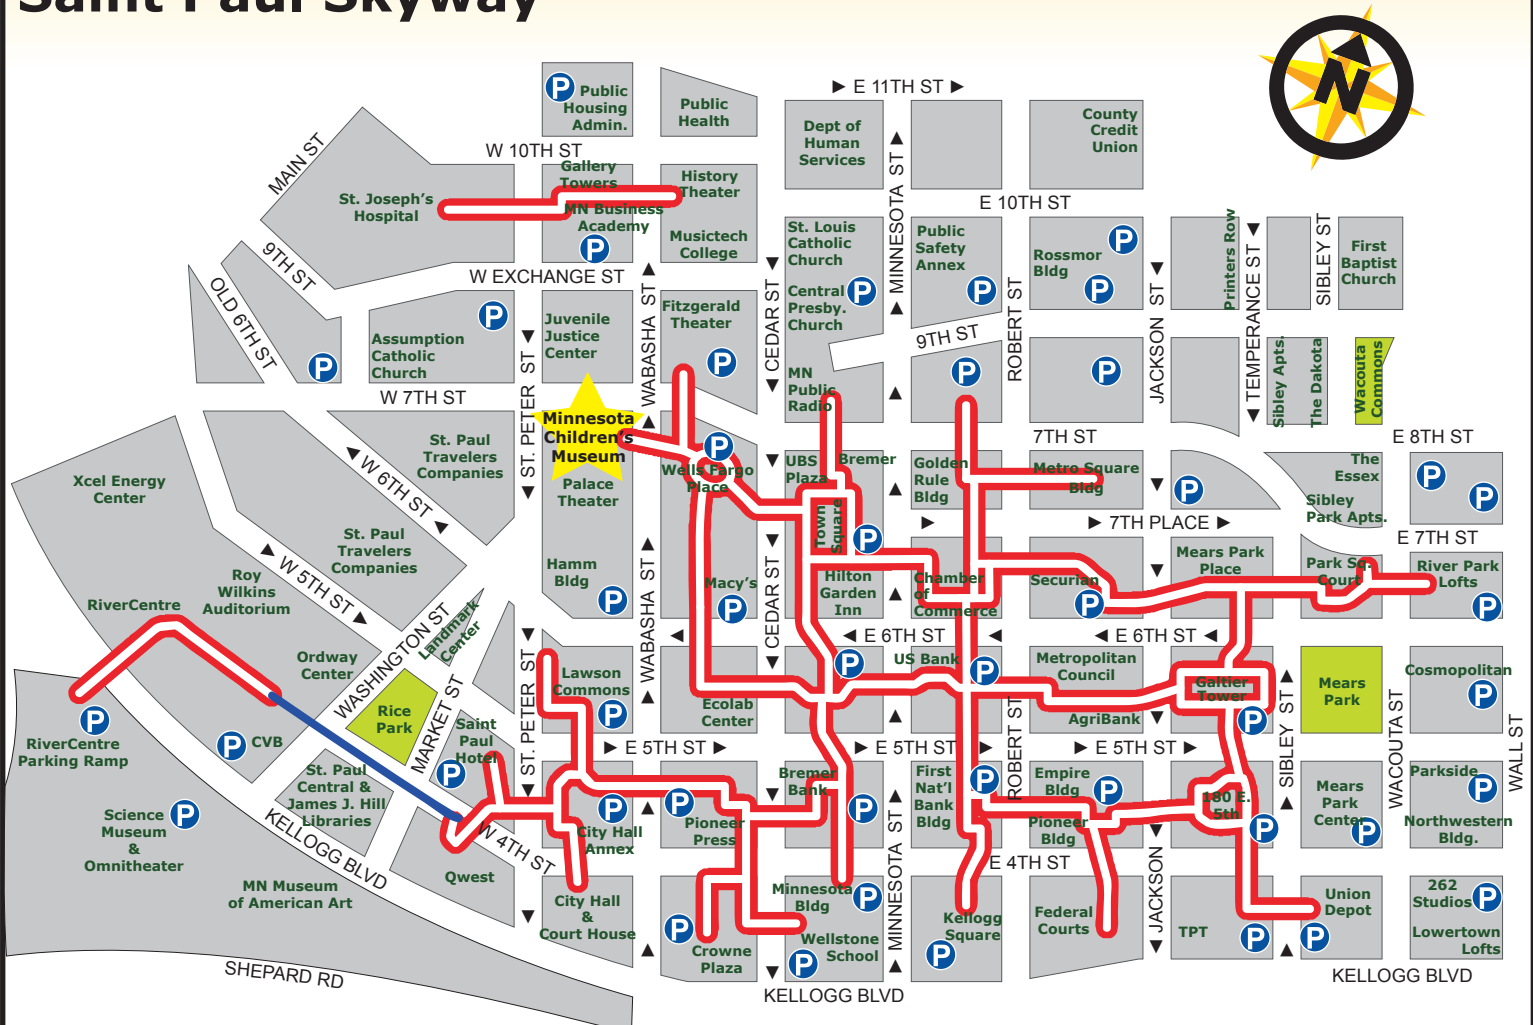 Saint Paul Skyway
N
E 11TH ST
P Public
Housing
Admin.
Public
Health
Dept of
Human
Services
County
Credit
Union
MAIN ST
W 10TH ST
Gallery
Towers
MN Business
Academy
P
St. Joseph's
Hospital
History
Theater
Musictech
College
E 10TH ST
MINNESOTA ST
St. Louis
Catholic
Church
Central
Presby.
Church
P
Public
Safety
Annex
P
Rossmor
Bldg
P
P
Printers Row
TEMPERANCE ST
SIBLEY ST
First
Baptist
Church
9TH ST
OLD 6TH ST
W EXCHANGE ST
P
P
Assumption
Catholic
Church
Juvenile
Justice
Center
WABASHA ST
Fitzgerald
Theater
P
CEDAR ST
MN
Public
Radio
9TH ST
P
ROBERT ST
P
JACKSON ST
Sibley Apts.
The Dakota
Wacouta
Commons
W 7TH ST
ST. PETER ST
Minnesota
Children's
Museum
Palace
Theater
St. Paul
Travelers
Companies
W 6TH ST
P
Wells Fargo
Place
UBS
Plaza
Bremer
Town
Square
P
Golden
Rule
Bldg
7TH ST
Metro Square
Bldg
P
E 8TH ST
The
Essex
Sibley
Park Apts.
P
P
Xcel Energy
Center
St. Paul
Travelers
Companies
W 5TH ST
7TH PLACE
E 7TH ST
Hamm
Bldg
P
WABASHA ST
Macy's
P
CEDAR ST
Hilton
Garden
Inn
Chamber
of
Commerce
Securian
P
Mears Park
Place
Park Sq.
Court
River Park
Lofts
P
RiverCentre
Roy
Wilkins
Auditorium
Ordway
Center
WASHINGTON ST
Landmark
Center
E 6TH ST
E 6TH ST
ST. PETER ST
Lawson
Commons
P
Ecolab
Center
P
US Bank
P
Metropolitan
Council
AgriBank
Galtier
Tower
P
SIBLEY ST
Mears
Park
WACOUTA ST
Cosmopolitan
P
WALL ST
P
RiverCentre
Parking Ramp
P
CVB
Rice
Park
MARKET ST
Saint
Paul
Hotel
P
E 5TH ST
E 5TH ST
E 5TH ST
ROBERT ST
St. Paul
Central &
James J. Hill
Libraries
Science
Museum
&
Omnitheater
P
KELLOGG BLVD
W 4TH ST
P
City Hall
Annex
P
Pioneer
Press
Bremer
Bank
P
MINNESOTA ST
First
Nat'l
Bank
Bldg
P
Empire
Bldg
P
Pioneer
Bldg
180 E.
5th
P
Mears
Park
Center
P
Parkside
P
Northwestern
Bldg.
E 4TH ST
JACKSON
Qwest
MN Museum
of American Art
City Hall
&
Court House
P
Crowne
Plaza
Minnesota
Bldg
P
Wellstone
School
P
Kellogg
Square
P
Federal
Courts
TPT
P
Union
Depot
P
262
Studios
P
Lowertown
Lofts
SHEPARD RD
KELLOGG BLVD
KELLOGG BLVD